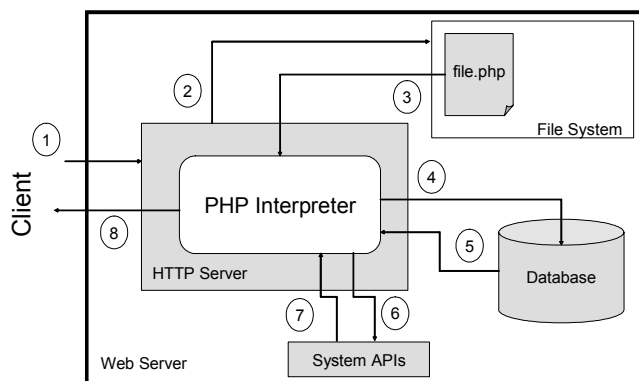 2
file.php
3
File System
1
Client
PHP Interpreter
4
8
5
HTTP Server
Database
7
6
Web Server
System APIs